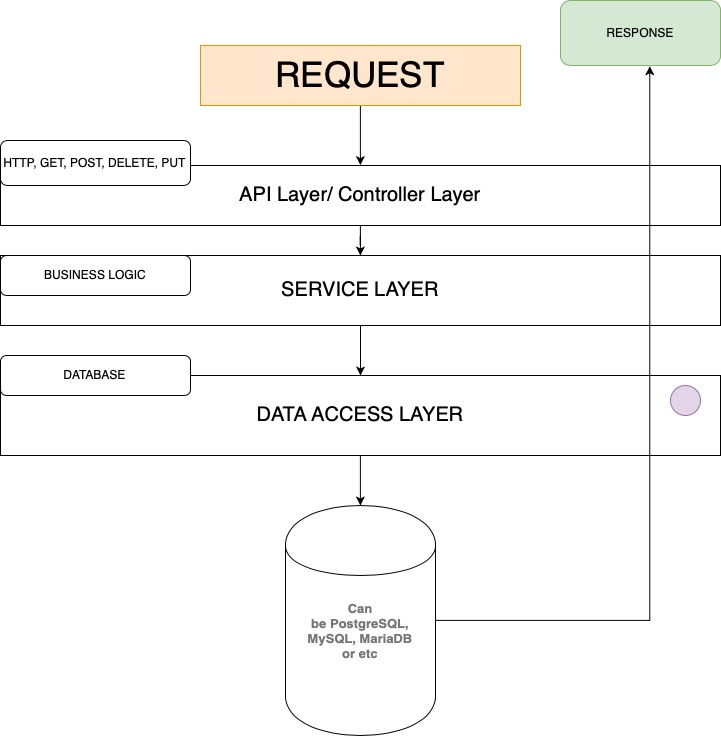 RESPONSE
REQUEST
HTTP, GET, POST, DELETE, PUT
API Layer/ Controller Layer
BUSINESS LOGIC
SERVICE LAYER
DATABASE
DATA ACCESS LAYER
Can
be PostgreSQL,
MySQL, MariaDB
or etc